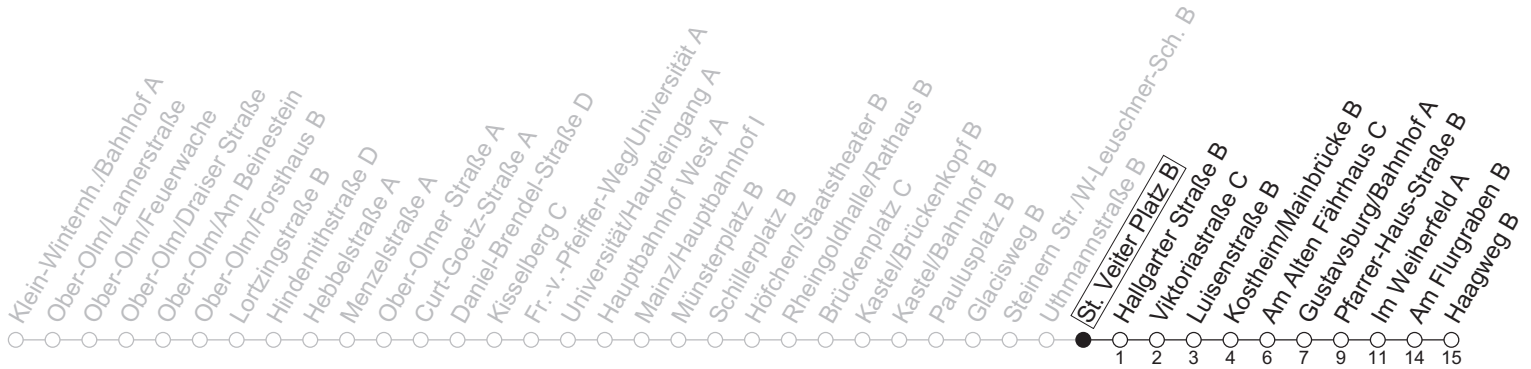 Klein-Winternh./Bahnhof A
Ober-Olm/Lannerstraße
Ober-Olm/Feuerwache
Ober-Olm/Draiser Straße
Ober-Olm/Am Beinestein
Ober-Olm/Forsthaus B
Lortzingstraße B
Hindemithstraße D
Hebbelstraße A
Menzelstraße A
Ober-Olmer Straße A
Curt-Goetz-Straße A
Daniel-Brendel-Straße D
Kisselberg C
Fr.-v.-Pfeiffer-Weg/Universität A
Universität/Haupteingang A
Hauptbahnhof West A
Mainz/Hauptbahnhof I
Münsterplatz B
Schillerplatz B
Höfchen/Staatstheater B
Rheingoldhalle/Rathaus B
Brückenplatz C
Kastel/Brückenkopf B
Kastel/Bahnhof B
Paulusplatz B
Glacisweg B
Steinern Str./W-Leuschner-Sch. B
Uthmannstraße B
St. Veiter Platz B
Hallgarter Straße B
Viktoriastraße C
Luisenstraße B
Kostheim/Mainbrücke B
Am Alten Fährhaus C
Gustavsburg/Bahnhof A
Pfarrer-Haus-Straße B
Im Weiherfeld A
Am Flurgraben B
Haagweg B
1 2 3 4 6 7 9 11 14 15